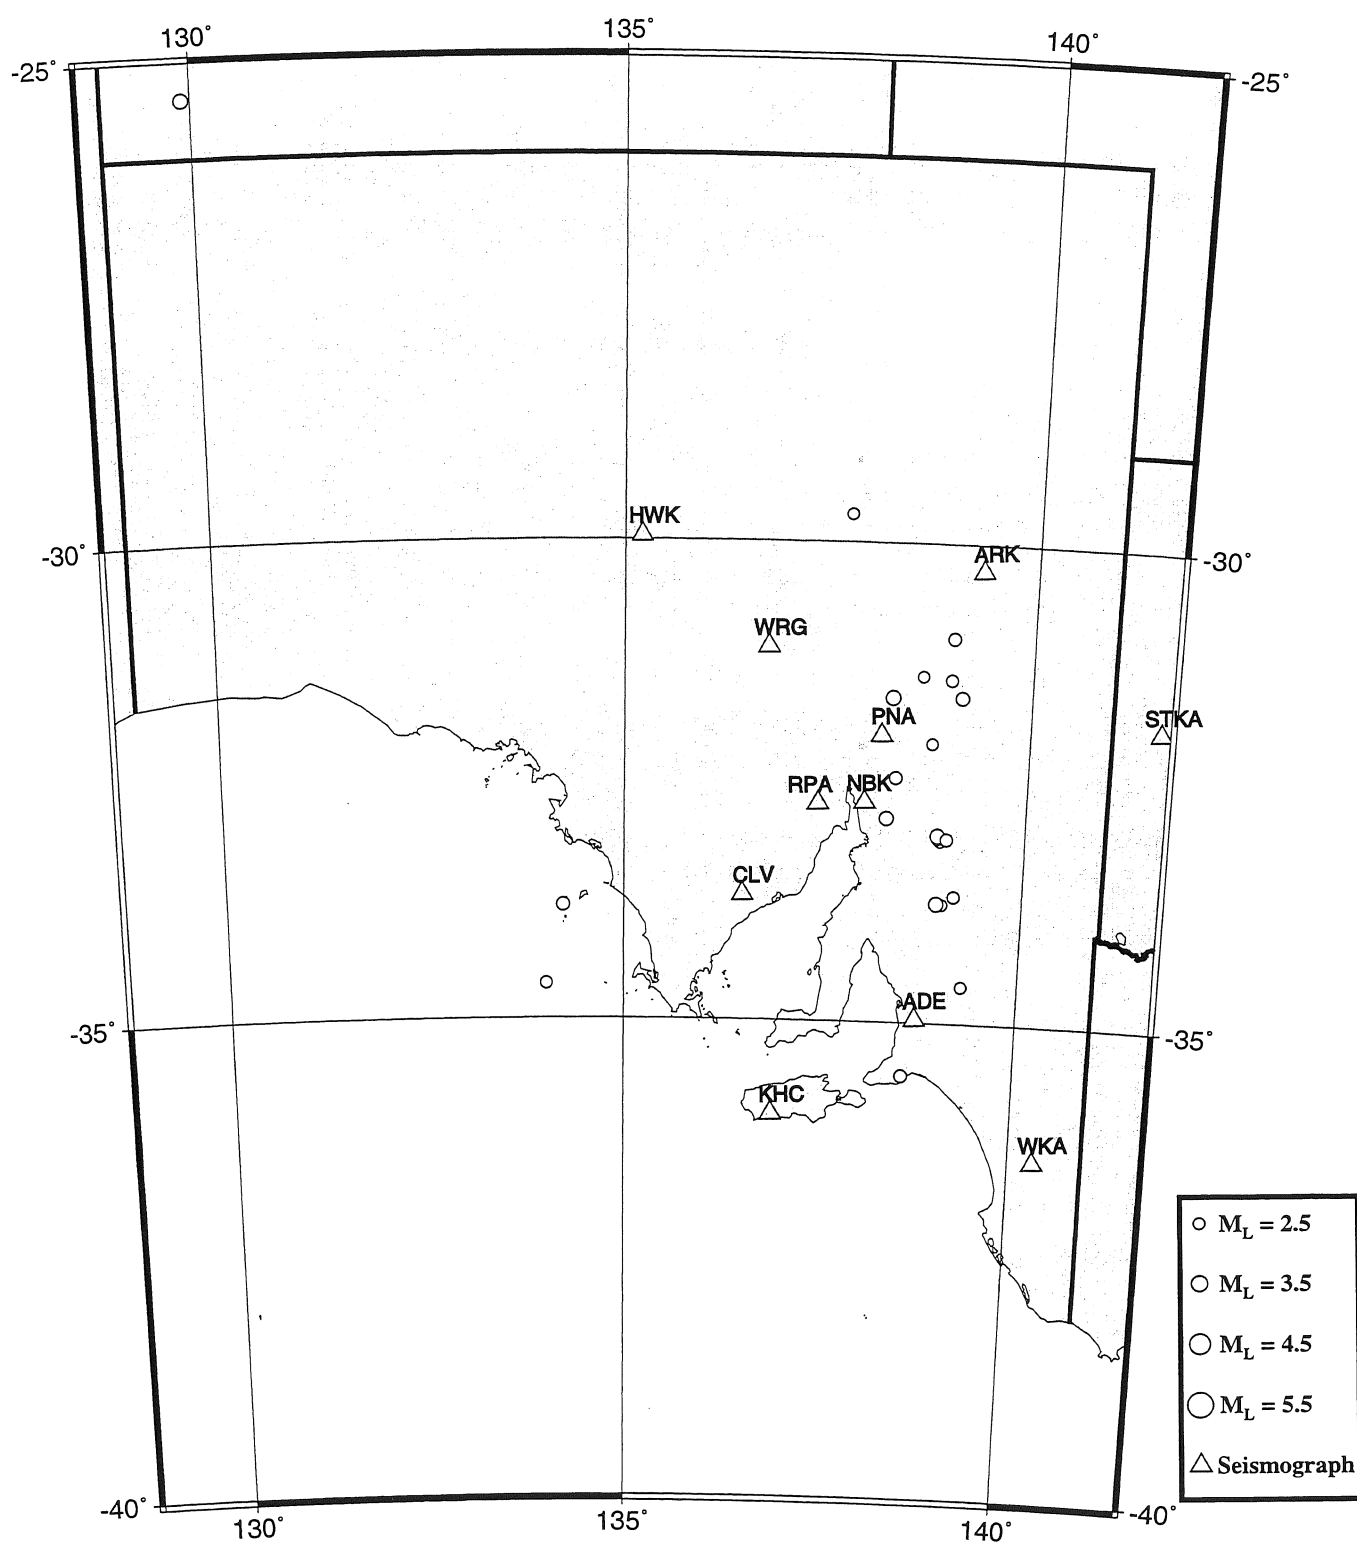 130° 135° 140°
-25° -25°
HWK
-30° ARK -30°
WRG
PNA STKA
RPA NBK
CLV
ADE
-35° -35°
KHC
WKA
M_L = 2.5
M_L = 3.5
M_L = 4.5
M_L = 5.5
Seismograph
-40° -40°
130° 135° 140°